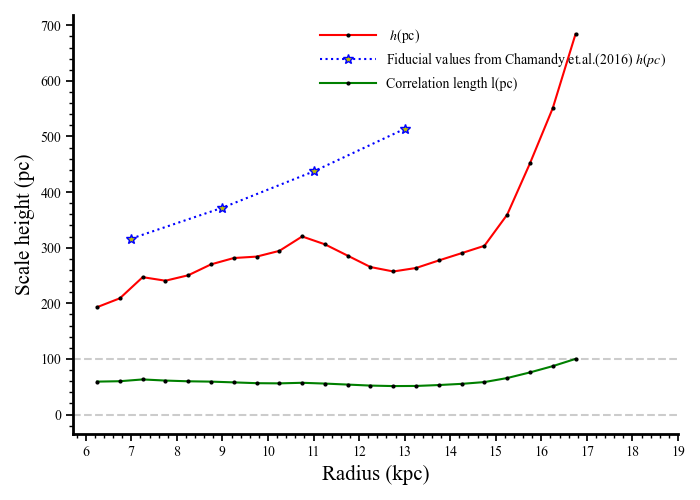 h(pc)
Fiducial values from Chamandy et.al.(2016) h(pc)
Correlation length l(pc)
700
600
500
400
300
200
100
0
Scale height (pc)
6 7 8 9 10 11 12 13 14 15 16 17 18 19
Radius (kpc)